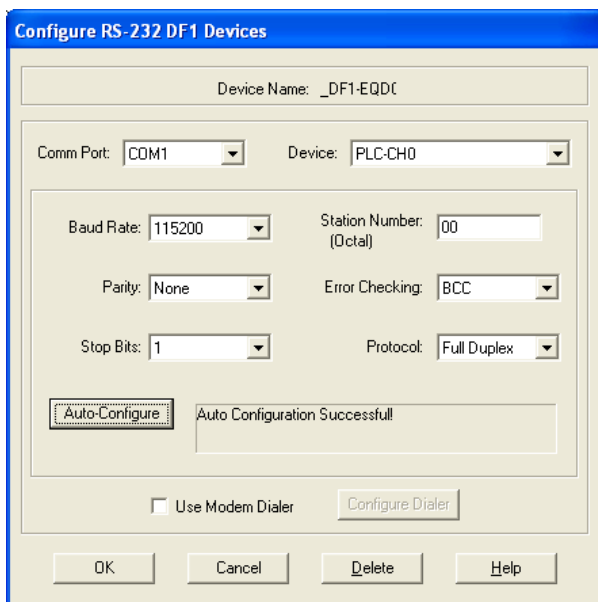 Configure RS-232 DF1 Devices
Device Name: _DF1-EQD(
Comm Port: COM1 Device: PLC-CH0
Baud Rate: 115200 Station Number: 00
(Octal)
Parity: None Error Checking: BCC
Stop Bits: 1 Protocol: Full Duplex
Auto-Configure Auto Configuration Successful!
Use Modem Dialer Configure Dialer
OK Cancel Delete Help